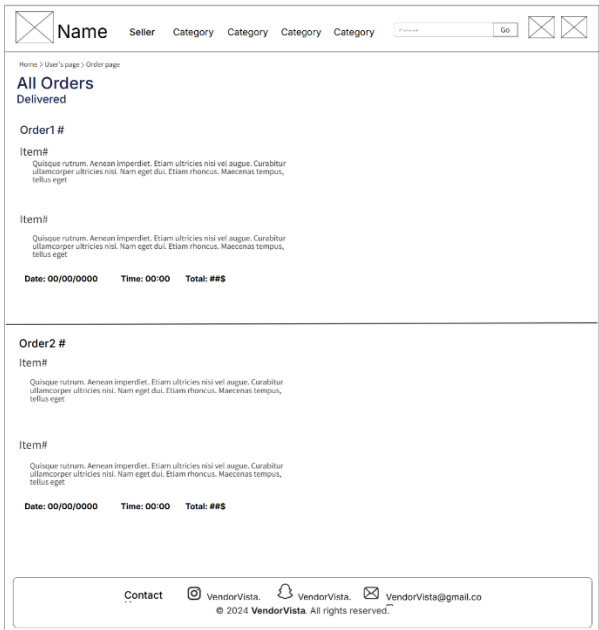 Name Seller Category Category Category Category Go
Home > User's page > Order page
All Orders
Delivered
Order1 #
Item#
Quisque rutrum. Aenean imperdiet. Etiam ultricies nisi vel augue. Curabitur
ullamcorper ultricies nisi. Nam eget dui. Etiam rhoncus. Maecenas tempus,
tellus eget
Item#
Quisque rutrum. Aenean imperdiet. Etiam ultricies nisi vel augue. Curabitur
ullamcorper ultricies nisi. Nam eget dui. Etiam rhoncus. Maecenas tempus,
tellus eget
Date: 00/00/0000 Time: 00:00 Total: ##$
Order2 #
Item#
Quisque rutrum. Aenean imperdiet. Etiam ultricies nisi vel augue. Curabitur
ullamcorper ultricies nisi. Nam eget dui. Etiam rhoncus. Maecenas tempus,
tellus eget
Item#
Quisque rutrum. Aenean imperdiet. Etiam ultricies nisi vel augue. Curabitur
ullamcorper ultricies nisi. Nam eget dui. Etiam rhoncus. Maecenas tempus,
tellus eget
Date: 00/00/0000 Time: 00:00 Total: ##$
Contact VendorVista. VendorVista. VendorVista@gmail.co
© 2024 VendorVista. All rights reserved.